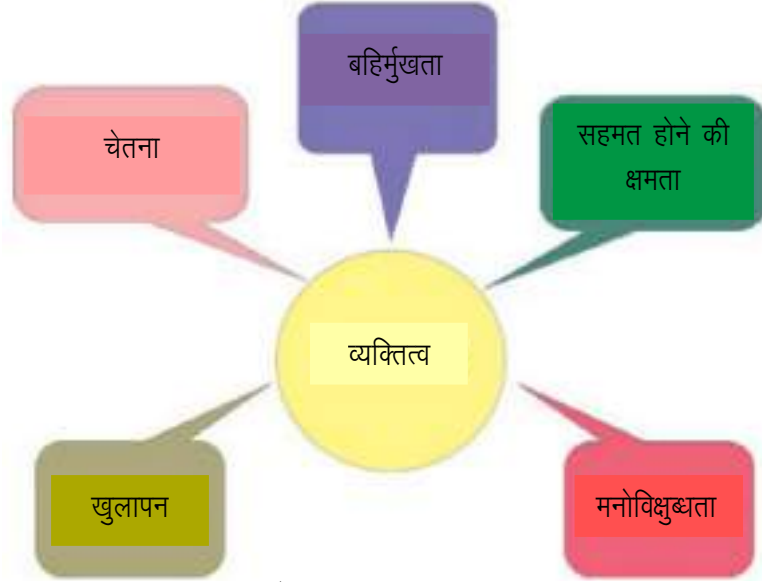 बहिर्मुखता
चेतना
सहमत होने की
क्षमता
व्यक्तित्व
खुलापन
मनोविक्षुब्धता